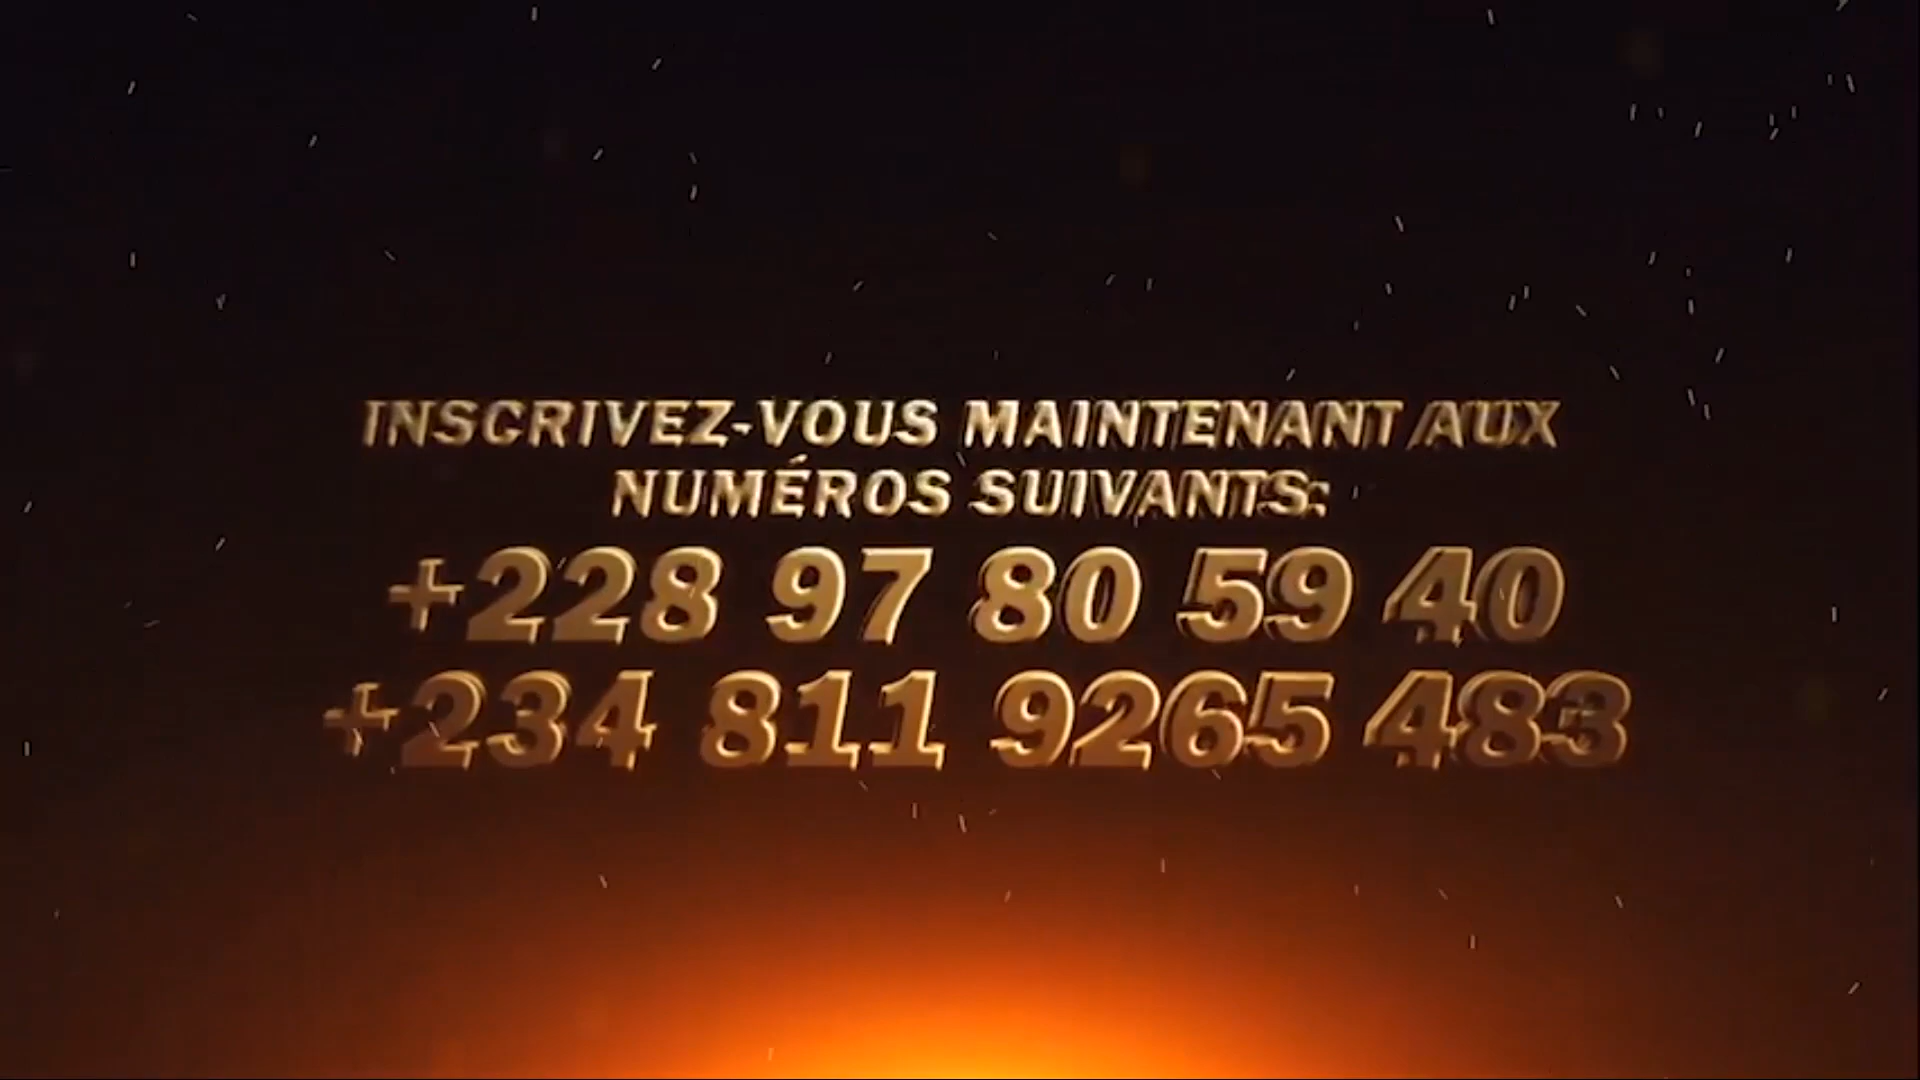 INSCRIVEZ-VOUS MAINTENANT AUX
NUMÉROS SUIVANTS:
+228 97 80 59 40
+234 811 9265 483